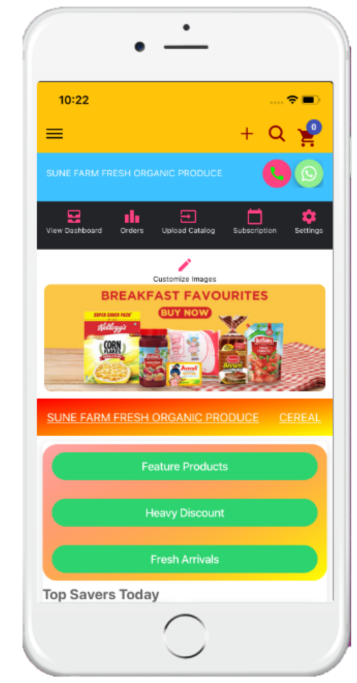 10:22
0
SUNE FARM FRESH ORGANIC PRODUCE
View Dashboard Orders Upload Catalog Subscription Settings
Customize Images
BREAKFAST FAVOURITES
BUY NOW
SUPER SAVER PACK
Kellogg's
CORN
FLAKES
Amul
SUNE FARM FRESH ORGANIC PRODUCE CEREAL
Feature Products
Heavy Discount
Fresh Arrivals
Top Savers Today